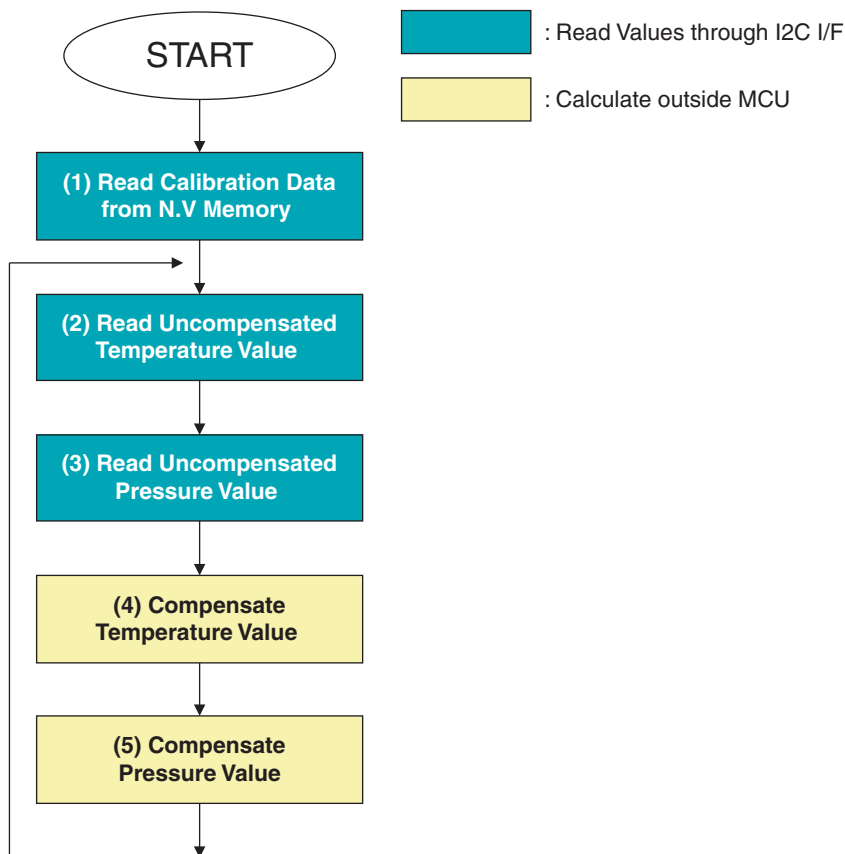 START
: Read Values through I2C I/F
: Calculate outside MCU
(1) Read Calibration Data
from N.V Memory
(2) Read Uncompensated
Temperature Value
(3) Read Uncompensated
Pressure Value
(4) Compensate
Temperature Value
(5) Compensate
Pressure Value